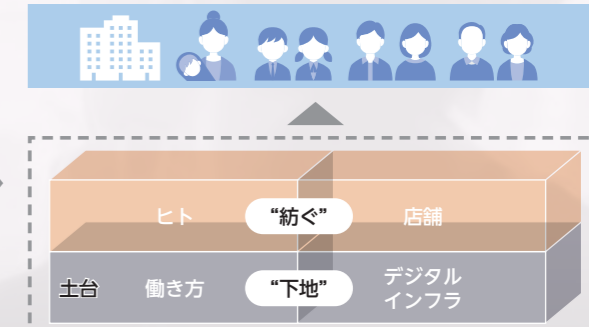 ヒト “紡ぐ” 店舗
土台 働き方 “下地” デジタル
インフラ